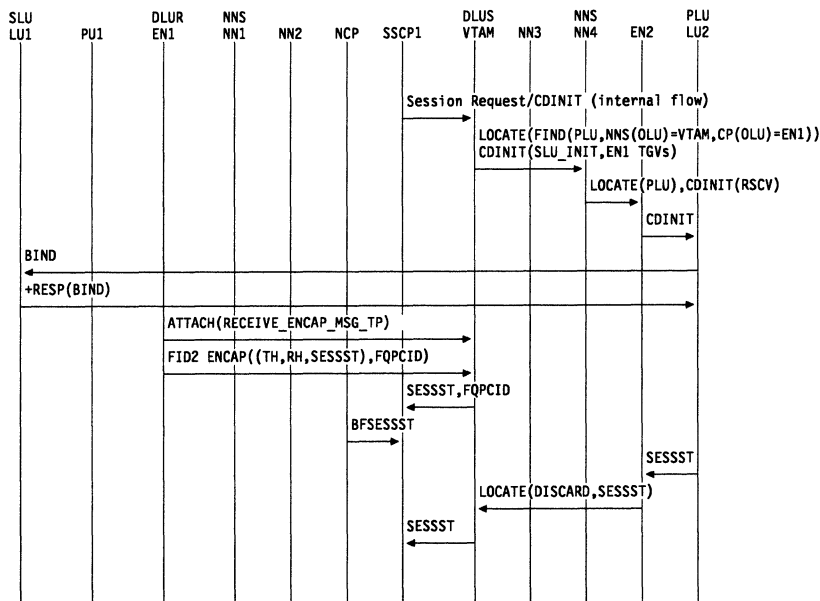 SLU DLUR NNS DLUS NNS PLU
LU1 PU1 EN1 NN1 NN2 NCP SSCP1 VTAM NN3 NN4 EN2 LU2
Session Request/CDINIT (internal flow)
LOCATE(FIND(PLU,NNS(OLU)=VTAM,CP(OLU)=EN1))
CDINIT(SLU_INIT,EN1 TGVs)
LOCATE(PLU),CDINIT(RSCV)
CDINIT
BIND
+RESP(BIND)
ATTACH(RECEIVE_ENCAP_MSG_TP)
FID2 ENCAP((TH,RH,SESSST),FQPCID)
SESSST,FQPCID
BFSESSST
SESSST
LOCATE(DISCARD,SESSST)
SESSST